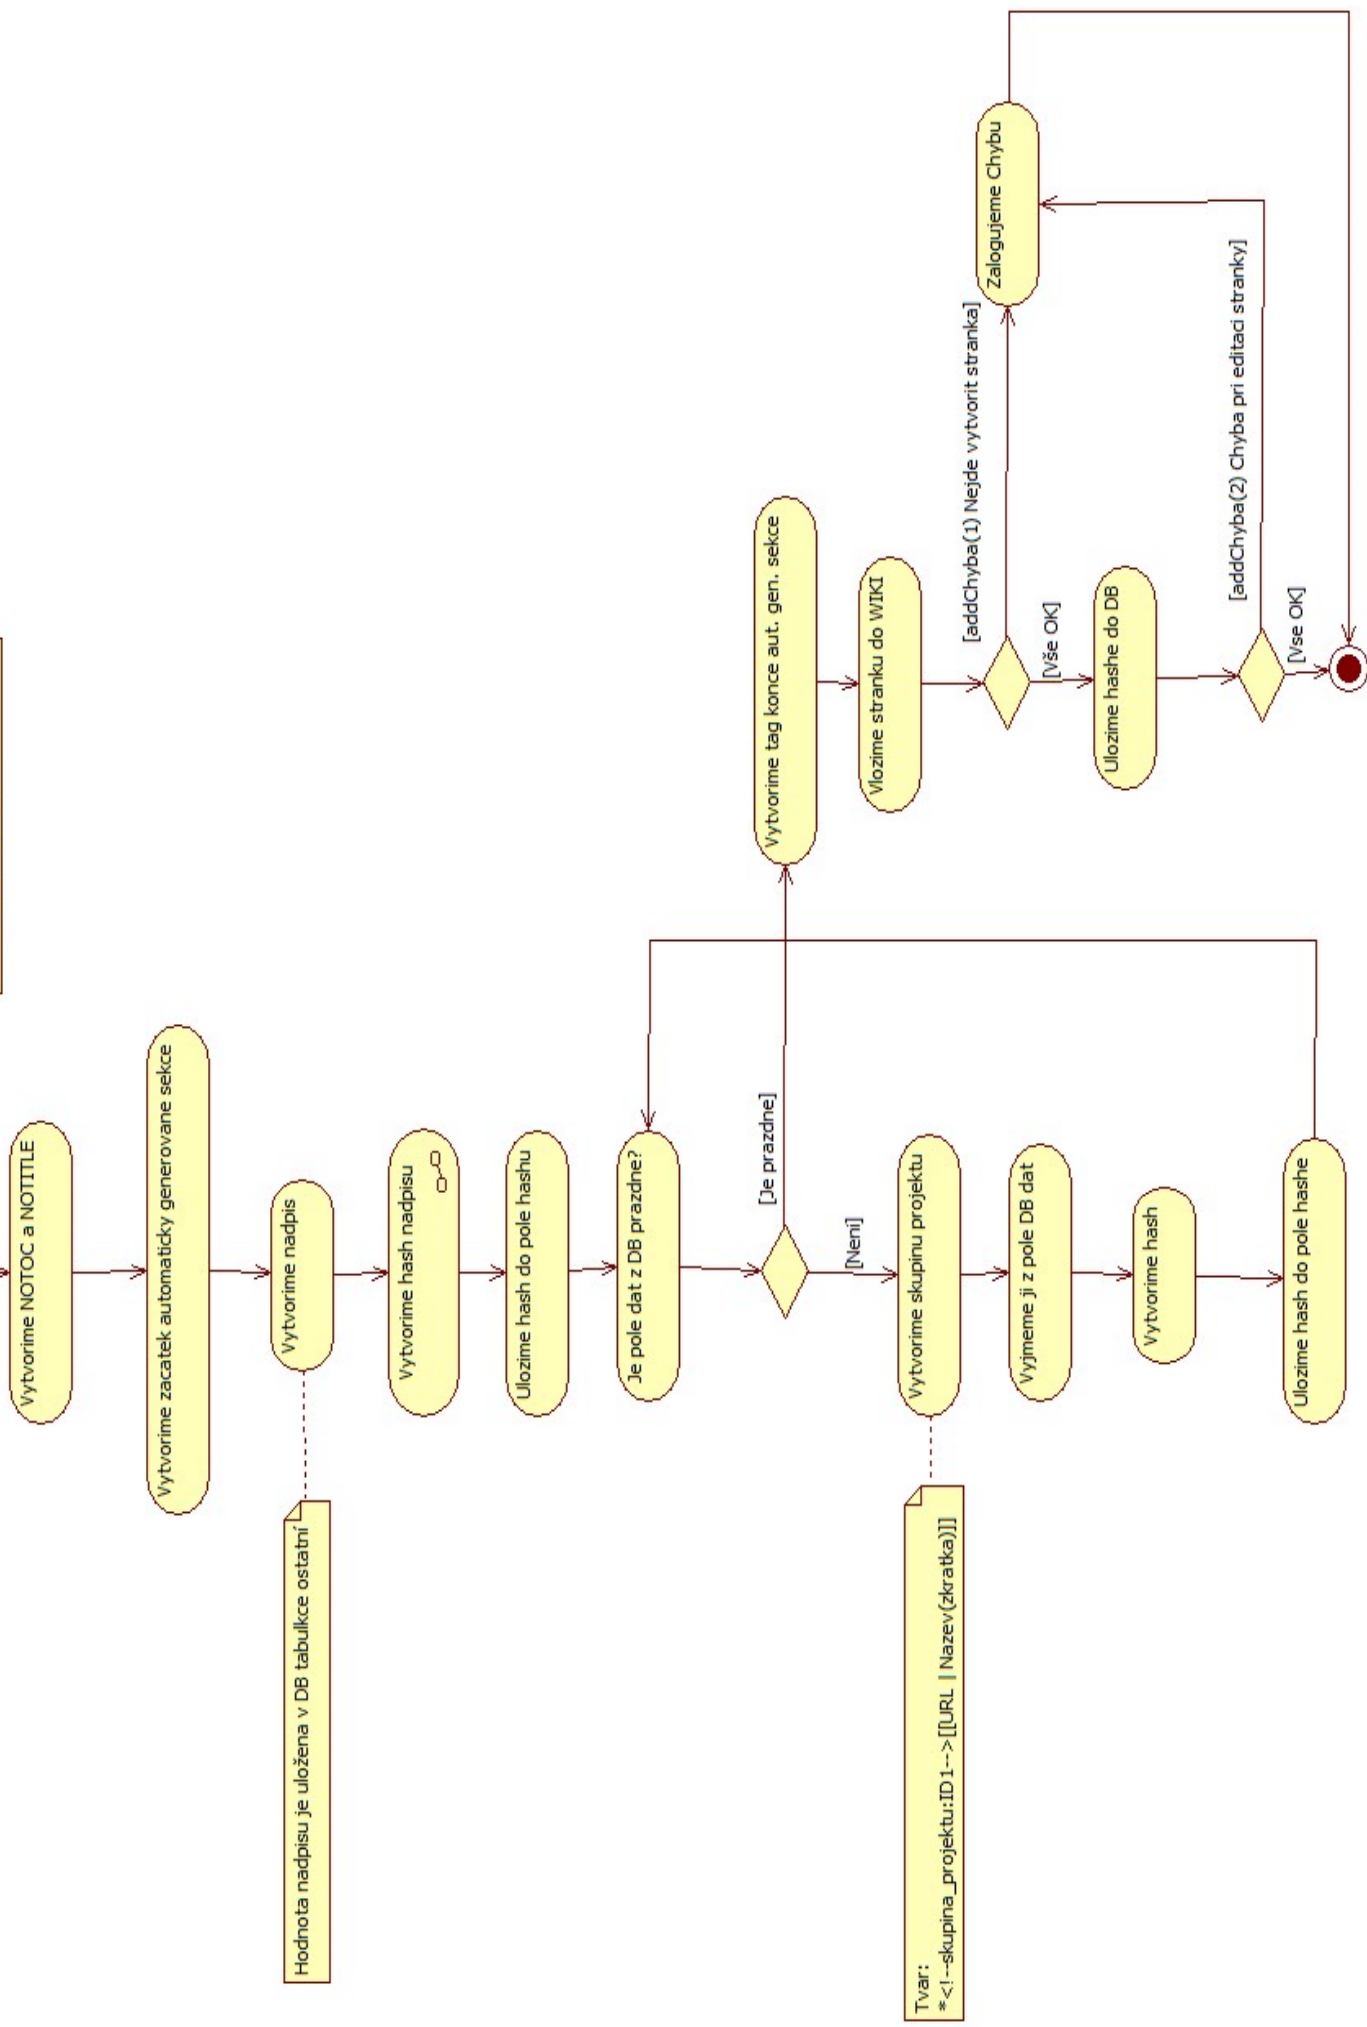 Vytvorime NOTOC a NOTITLE
Vytvorime zacatek automaticky generovane sekce
Vytvorime nadpis
Hodnota nadpisu je uložena v DB tabulkce ostatní
Vytvorime hash nadpisu
Ulozime hash do pole hashu
Je pole dat z DB prazdne?
[Je prazdne]
[Neni]
Vytvorime skupinu projektu
Tvar:
*<!--skupina_projektu:ID1-->[[URL | Nazev(zkratka)]]
Vyjmeme ji z pole DB dat
Vytvorime hash
Ulozime hash do pole hashe
Vytvorime tag konce aut. gen. sekce
Vlozime stranku do WIKI
[addChyba(1) Nejde vytvorit stranka]
Zalogujeme Chybu
[Vše OK]
Ulozime hashe do DB
[addChyba(2) Chyba pri editaci stranky]
[Vse OK]